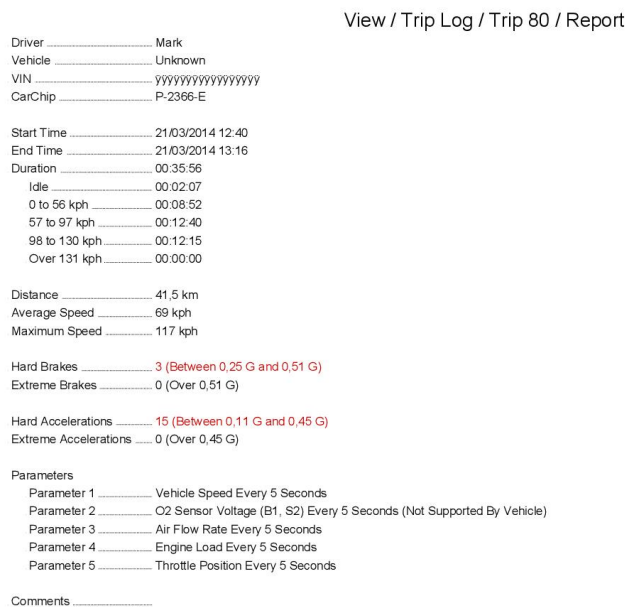 View / Trip Log / Trip 80 / Report
Driver Mark
Vehicle Unknown
VIN ÿÿÿÿÿÿÿÿÿÿÿÿÿÿÿÿÿ
CarChip P-2366-E
Start Time 21/03/2014 12:40
End Time 21/03/2014 13:16
Duration 00:35:56
Idle 00:02:07
0 to 56 kph 00:08:52
57 to 97 kph 00:12:40
98 to 130 kph 00:12:15
Over 131 kph 00:00:00
Distance 41,5 km
Average Speed 69 kph
Maximum Speed 117 kph
Hard Brakes 3 (Between 0,25 G and 0,51 G)
Extreme Brakes 0 (Over 0,51 G)
Hard Accelerations 15 (Between 0,11 G and 0,45 G)
Extreme Accelerations 0 (Over 0,45 G)
Parameters
Parameter 1 Vehicle Speed Every 5 Seconds
Parameter 2 O2 Sensor Voltage (B1, S2) Every 5 Seconds (Not Supported By Vehicle)
Parameter 3 Air Flow Rate Every 5 Seconds
Parameter 4 Engine Load Every 5 Seconds
Parameter 5 Throttle Position Every 5 Seconds
Comments